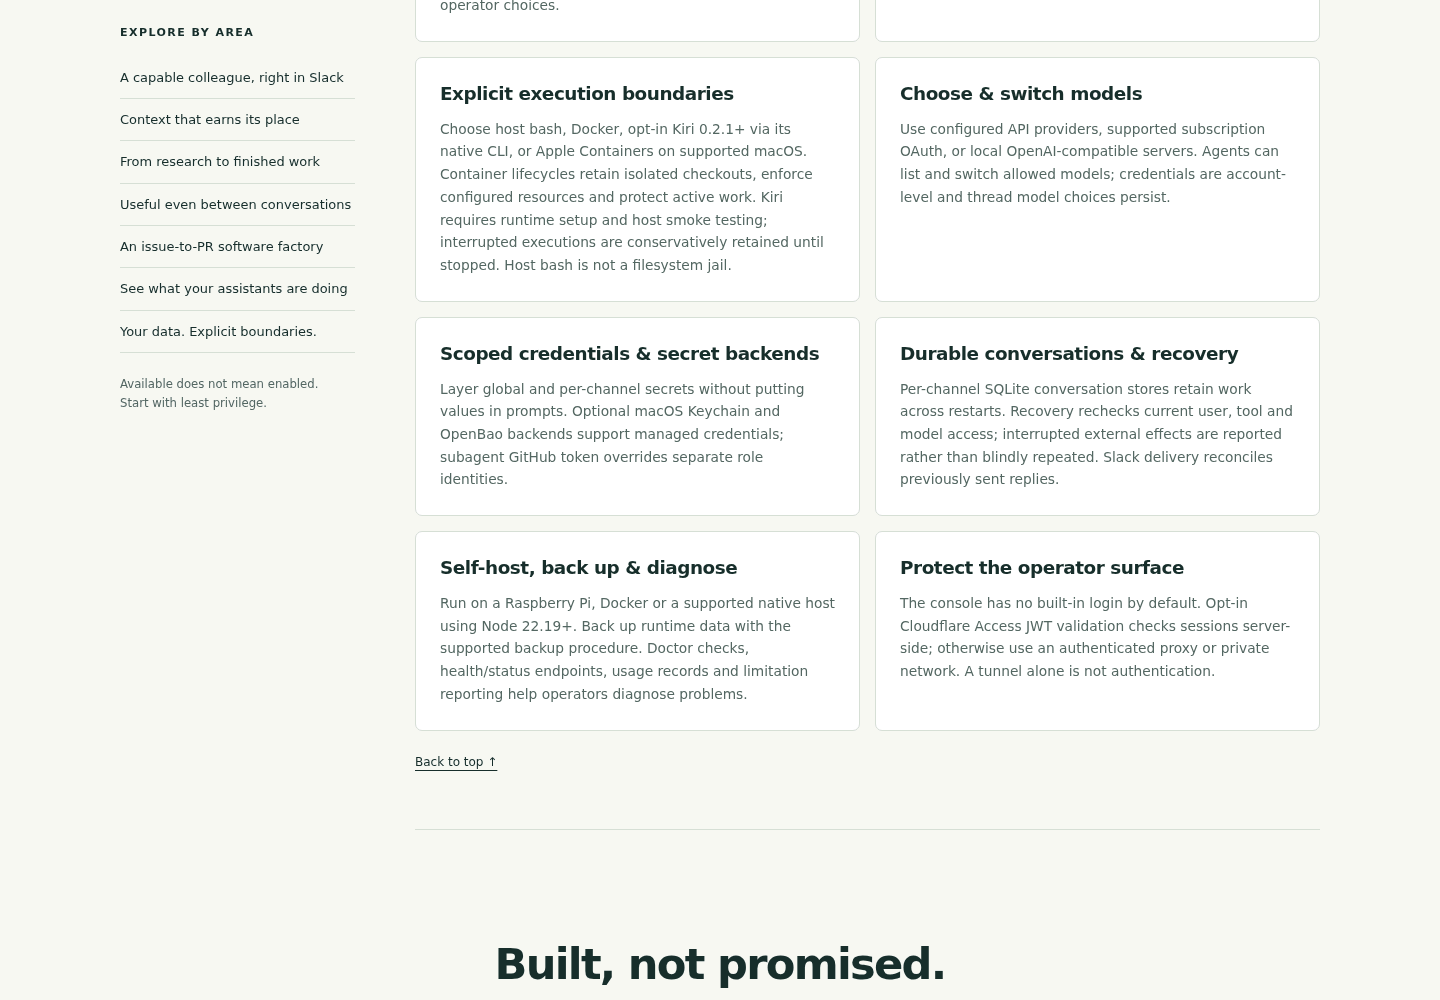 EXPLORE BY AREA
A capable colleague, right in Slack
Context that earns its place
From research to finished work
Useful even between conversations
An issue-to-PR software factory
See what your assistants are doing
Your data. Explicit boundaries.
Available does not mean enabled.
Start with least privilege.
operator choices.
Explicit execution boundaries
Choose host bash, Docker, opt-in Kiri 0.2.1+ via its
native CLI, or Apple Containers on supported macOS.
Container lifecycles retain isolated checkouts, enforce
configured resources and protect active work. Kiri
requires runtime setup and host smoke testing;
interrupted executions are conservatively retained until
stopped. Host bash is not a filesystem jail.
Choose & switch models
Use configured API providers, supported subscription
OAuth, or local OpenAI-compatible servers. Agents can
list and switch allowed models; credentials are account-
level and thread model choices persist.
Scoped credentials & secret backends
Layer global and per-channel secrets without putting
values in prompts. Optional macOS Keychain and
OpenBao backends support managed credentials;
subagent GitHub token overrides separate role
identities.
Durable conversations & recovery
Per-channel SQLite conversation stores retain work
across restarts. Recovery rechecks current user, tool and
model access; interrupted external effects are reported
rather than blindly repeated. Slack delivery reconciles
previously sent replies.
Self-host, back up & diagnose
Run on a Raspberry Pi, Docker or a supported native host
using Node 22.19+. Back up runtime data with the
supported backup procedure. Doctor checks,
health/status endpoints, usage records and limitation
reporting help operators diagnose problems.
Protect the operator surface
The console has no built-in login by default. Opt-in
Cloudflare Access JWT validation checks sessions server-
side; otherwise use an authenticated proxy or private
network. A tunnel alone is not authentication.
Back to top ↑
Built, not promised.